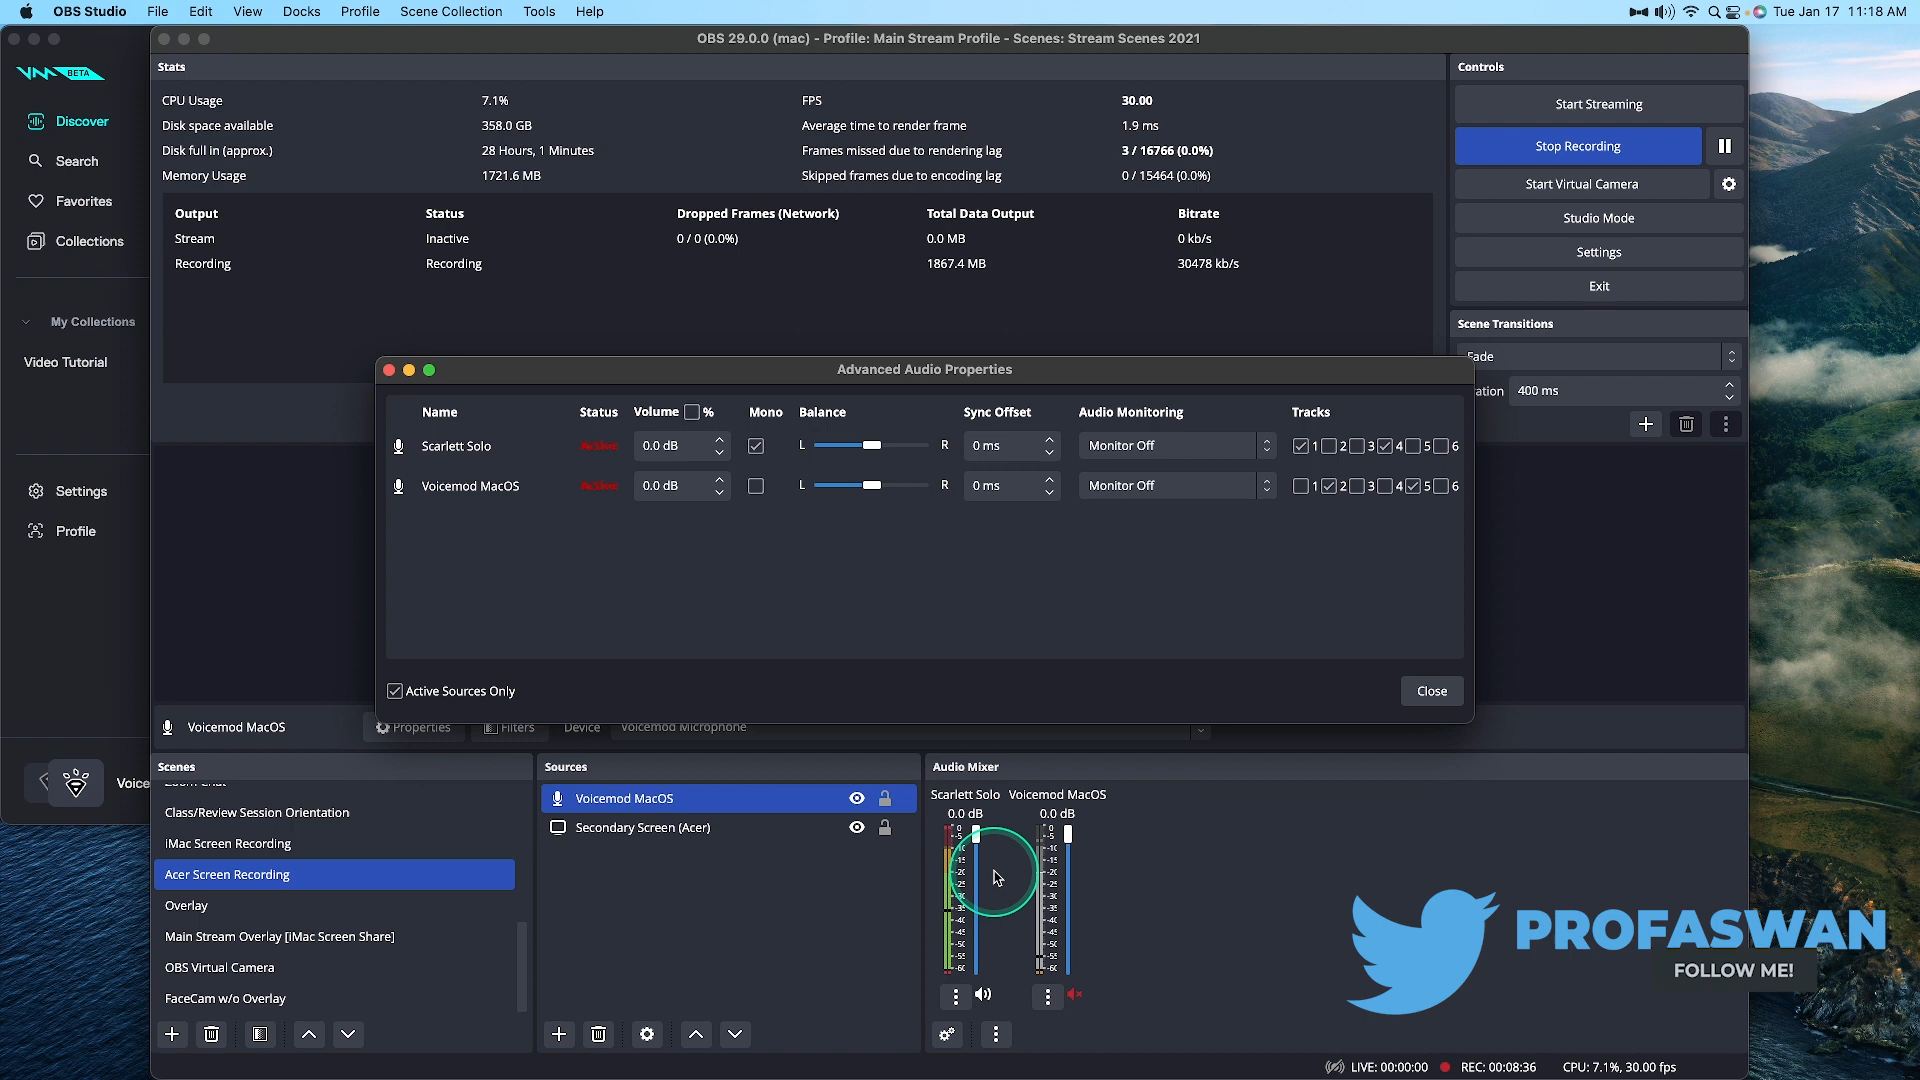 OBS Studio File Edit View Docks Profile Scene Collection Tools Help Tue Jan 17 11:18 AM
OBS 29.0.0 (mac) - Profile: Main Stream Profile - Scenes: Stream Scenes 2021
BETA
Discover
Search
Favorites
Collections
My Collections
Video Tutorial
Settings
Profile
Voice
Stats
CPU Usage 7.1% FPS 30.00
Disk space available 358.0 GB Average time to render frame 1.9 ms
Disk full in (approx.) 28 Hours, 1 Minutes Frames missed due to rendering lag 3 / 16766 (0.0%)
Memory Usage 1721.6 MB Skipped frames due to encoding lag 0 / 15464 (0.0%)
Output Status Dropped Frames (Network) Total Data Output Bitrate
Stream Inactive 0 / 0 (0.0%) 0.0 MB 0 kb/s
Recording Recording 1867.4 MB 30478 kb/s
Controls
Start Streaming
Stop Recording
Start Virtual Camera
Studio Mode
Settings
Exit
Scene Transitions
Fade
ration 400 ms
Advanced Audio Properties
Name Status Volume % Mono Balance Sync Offset Audio Monitoring Tracks
Scarlett Solo Active 0.0 dB L R 0 ms Monitor Off 1 2 3 4 5 6
Voicemod MacOS Active 0.0 dB L R 0 ms Monitor Off 1 2 3 4 5 6
Active Sources Only Close
Voicemod MacOS Properties Filters Device Voicemod Microphone
Scenes
Class/Review Session Orientation
iMac Screen Recording
Acer Screen Recording
Overlay
Main Stream Overlay [iMac Screen Share]
OBS Virtual Camera
FaceCam w/o Overlay
Sources
Voicemod MacOS
Secondary Screen (Acer)
Audio Mixer
Scarlett Solo Voicemod MacOS
0.0 dB 0.0 dB
PROFASWAN
FOLLOW ME!
LIVE: 00:00:00 REC: 00:08:36 CPU: 7.1%, 30.00 fps